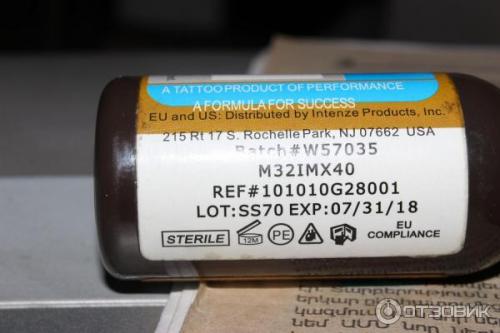 A TATTOO PRODUCT OF PERFORMANCE
A FORMULA FOR SUCCESS
EU and US: Distributed by Intenze Products, Inc.
215 Rt 17 S. Rochelle Park, NJ 07662 USA
Batch#W57035
M32IMX40
REF#101010G28001
LOT:SS70 EXP:07/31/18
STERILE 12M PE EU
COMPLIANCE
ОТЗОВИК